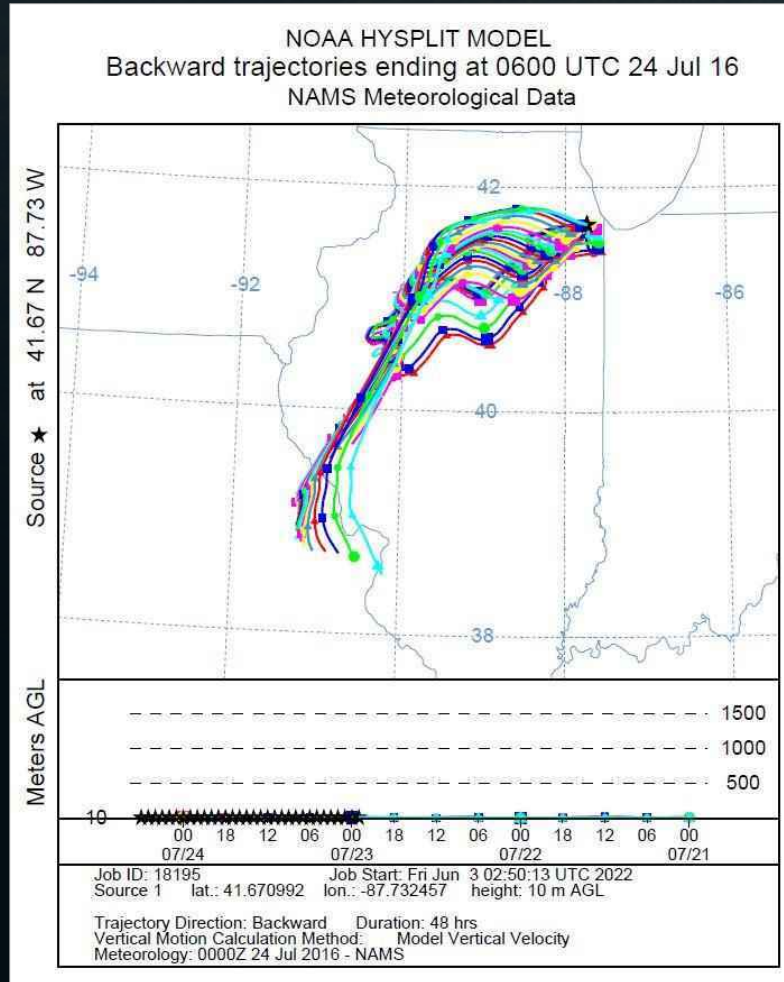 NOAA HYSPLIT MODEL
Backward trajectories ending at 0600 UTC 24 Jul 16
NAMS Meteorological Data
Source ★ at 41.67 N 87.73 W
42
-94
-92
-88
-86
40
38
Meters AGL
1500
1000
500
10
00 18 12 06 00 18 12 06 00 18 12 06 00
07/24 07/23 07/22 07/21
Job ID: 18195 Job Start: Fri Jun 3 02:50:13 UTC 2022
Source 1 lat.: 41.670992 lon.: -87.732457 height: 10 m AGL
Trajectory Direction: Backward Duration: 48 hrs
Vertical Motion Calculation Method: Model Vertical Velocity
Meteorology: 0000Z 24 Jul 2016 - NAMS